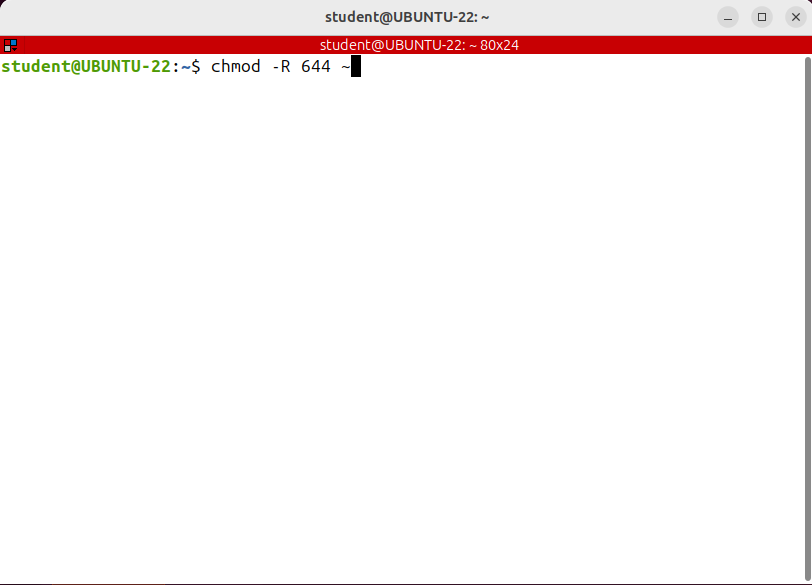 student@UBUNTU-22: ~
student@UBUNTU-22: ~ 80x24
student@UBUNTU-22:~$ chmod -R 644 ~